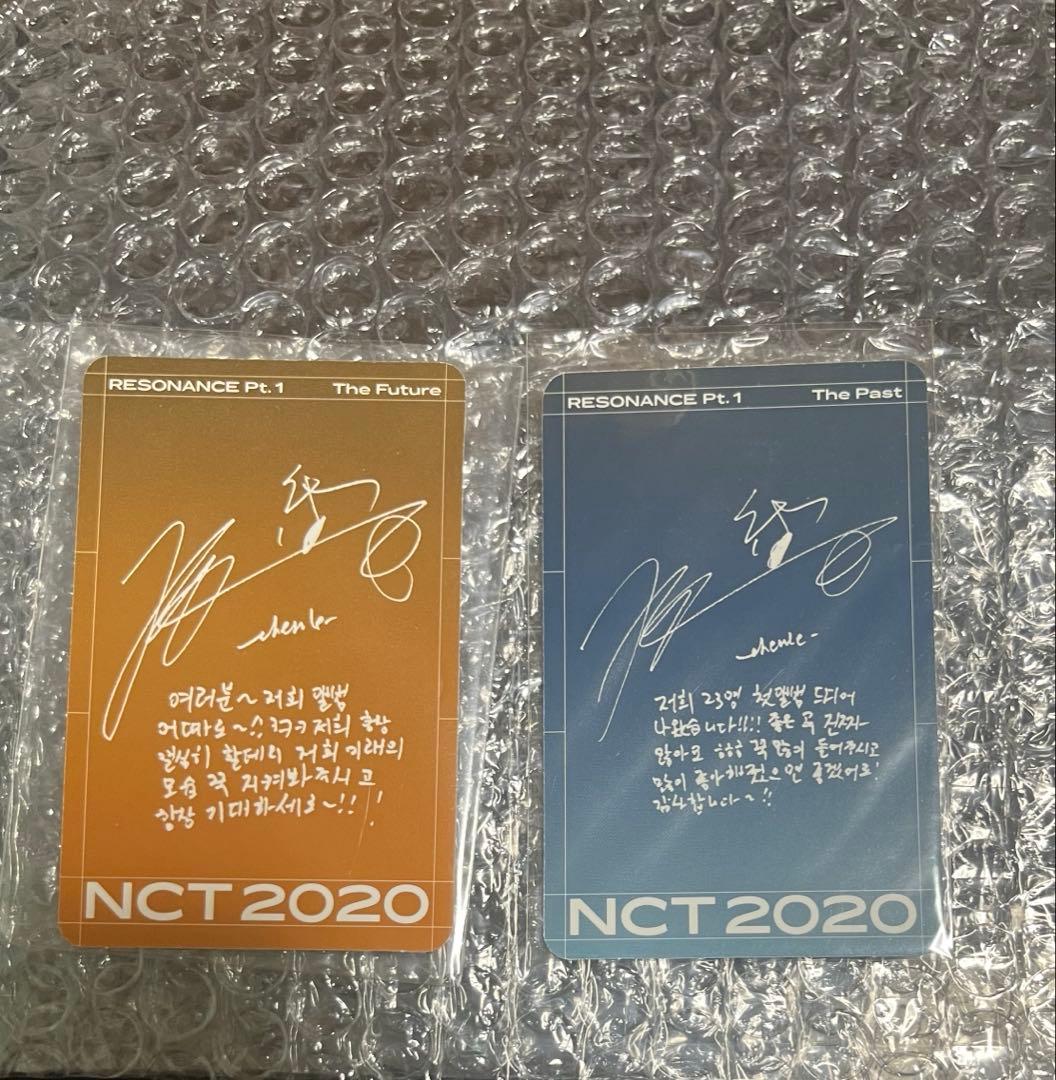 RESONANCE Pt. 1 The Future
chenle
여러분~ 저희 앨범
어때요~!! ㅋㅋㅋ 저희 항상
열심히 할테니 저희 미래의
모습 꼭 지켜봐주시고
항상 기대하세요~!! !
NCT 2020
RESONANCE Pt. 1 The Past
chenle
저희 23명 첫앨범 드디어
나왔습니다!!!! 좋은 곡 진짜
많아요 하하 꼭 많이 들어주시고
많이 좋아해줬으면 좋겠어요!
감사합니다~!!
NCT 2020